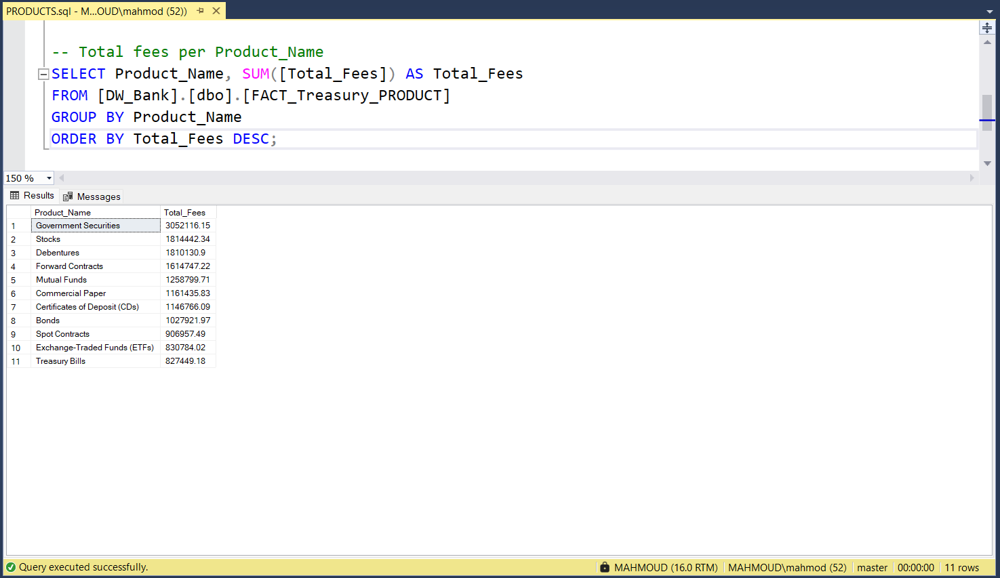 PRODUCTS.sql - M...OUD\mahmod (52))
-- Total fees per Product_Name
SELECT Product_Name, SUM([Total_Fees]) AS Total_Fees
FROM [DW_Bank].[dbo].[FACT_Treasury_PRODUCT]
GROUP BY Product_Name
ORDER BY Total_Fees DESC;
150 %
Results Messages
Product_Name Total_Fees
1 Government Securities 3052116.15
2 Stocks 1814442.34
3 Debentures 1810130.9
4 Forward Contracts 1614747.22
5 Mutual Funds 1258799.71
6 Commercial Paper 1161435.83
7 Certificates of Deposit (CDs) 1146766.09
8 Bonds 1027921.97
9 Spot Contracts 906957.49
10 Exchange-Traded Funds (ETFs) 830784.02
11 Treasury Bills 827449.18
Query executed successfully. MAHMOUD (16.0 RTM) MAHMOUD\mahmod (52) master 00:00:00 11 rows